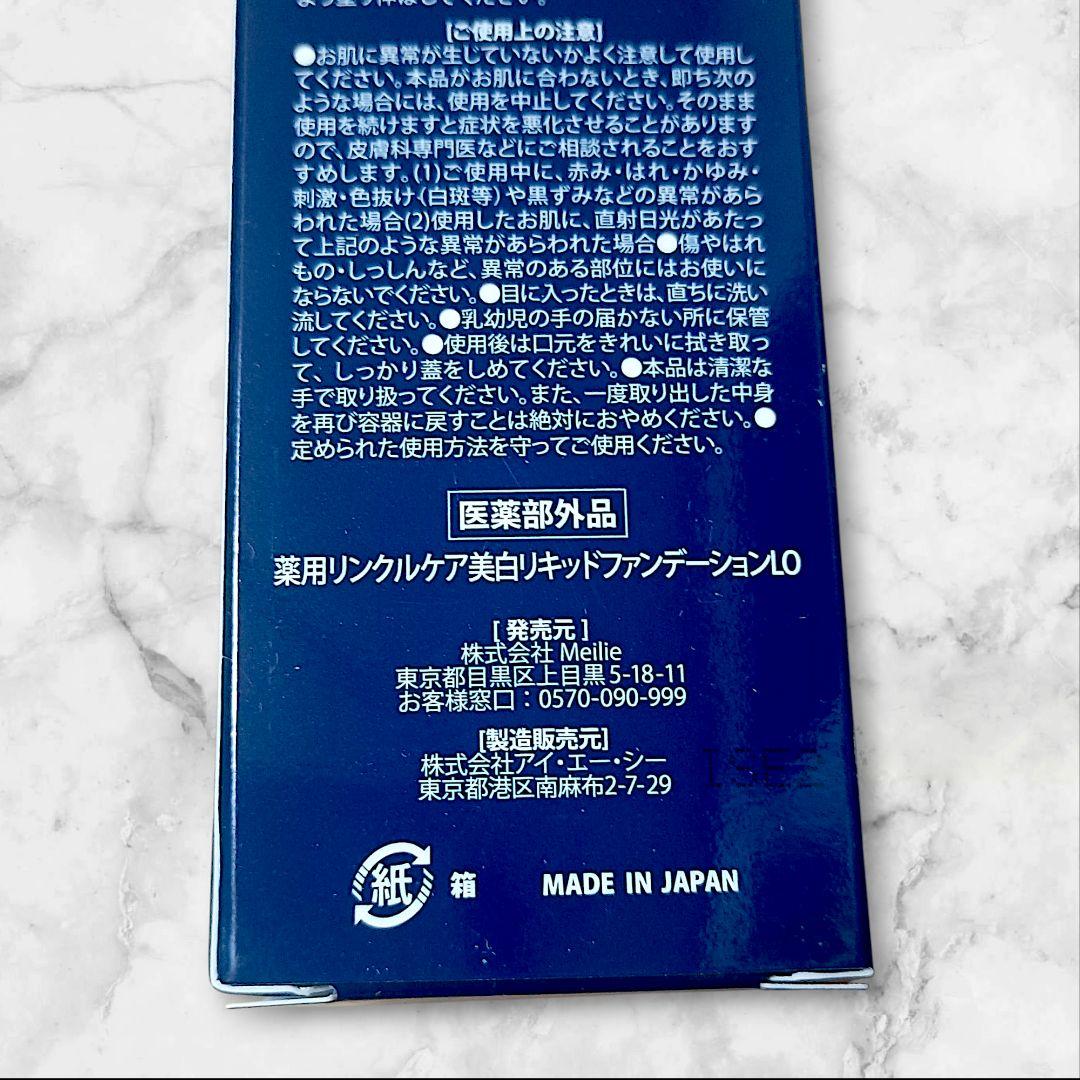 よう塗り伸ばしてください。
[ご使用上の注意]
●お肌に異常が生じていないかよく注意して使用し
てください。本品がお肌に合わないとき、即ち次の
ような場合には、使用を中止してください。そのまま
使用を続けますと症状を悪化させることがあります
ので、皮膚科専門医などにご相談されることをおす
すめします。(1)ご使用中に、赤み・はれ・かゆみ・
刺激・色抜け(白斑等)や黒ずみなどの異常があら
われた場合(2)使用したお肌に、直射日光があたっ
て上記のような異常があらわれた場合●傷やはれ
もの・しっしんなど、異常のある部位にはお使いに
ならないでください。●目に入ったときは、直ちに洗い
流してください。●乳幼児の手の届かない所に保管
してください。●使用後は口元をきれいに拭き取っ
て、しっかり蓋をしめてください。●本品は清潔な
手で取り扱ってください。また、一度取り出した中身
を再び容器に戻すことは絶対におやめください。●
定められた使用方法を守ってご使用ください。
医薬部外品
薬用リンクルケア美白リキッドファンデーションLO
[ 発売元 ]
株式会社 Meilie
東京都目黒区上目黒5-18-11
お客様窓口：0570-090-999
[製造販売元]
株式会社アイ・エー・シー
東京都港区南麻布2-7-29
紙 箱 MADE IN JAPAN